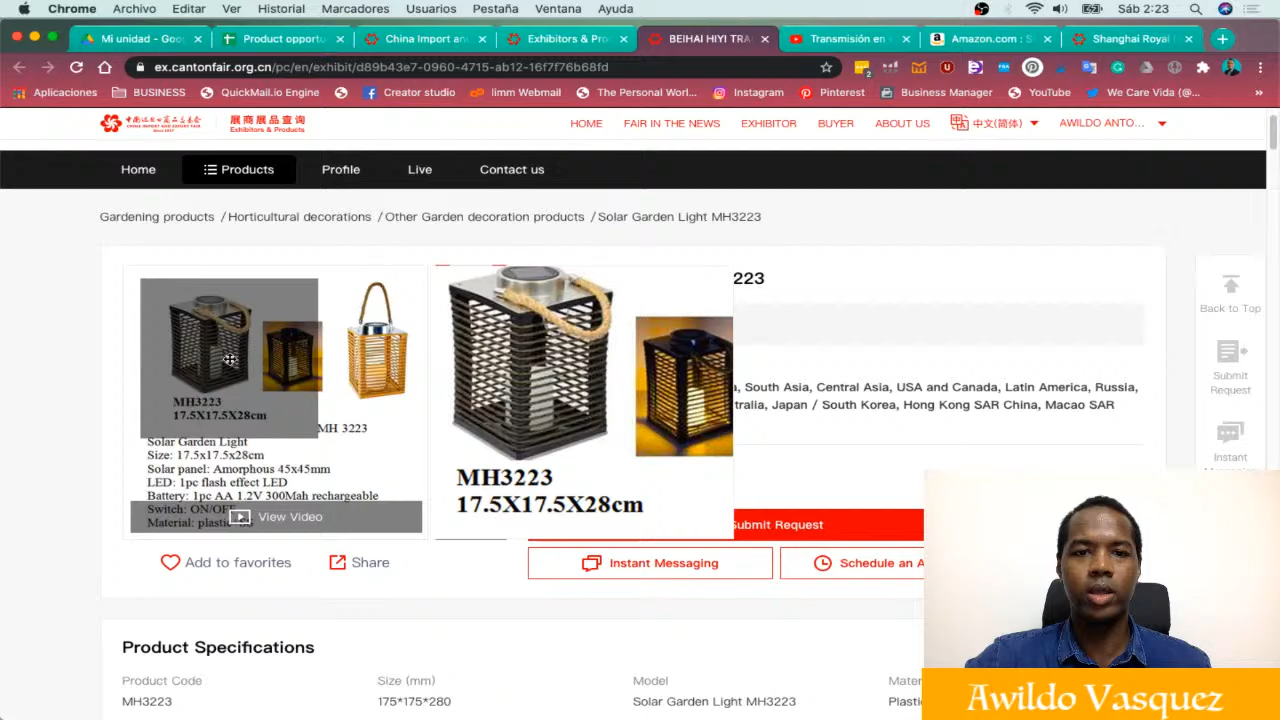 Chrome Archivo Editar Ver Historial Marcadores Usuarios Pestaña Ventana Ayuda Sáb 2:23
Mi unidad - Goo
Product opportu
China Import an
Exhibitors & Pro
BEIHAI HIYI TRA
Transmisión en
Amazon.com : S
Shanghai Royal
ex.cantonfair.org.cn/pc/en/exhibit/d89b43e7-0960-4715-ab12-16f7f76b68fd
Aplicaciones BUSINESS QuickMail.io Engine Creator studio limm Webmail The Personal Worl... Instagram Pinterest Business Manager YouTube We Care Vida (@... »
展商展品查询
Exhibitors & Products
HOME FAIR IN THE NEWS EXHIBITOR BUYER ABOUT US 中文(简体) AWILDO ANTO...
Home Products Profile Live Contact us
Gardening products / Horticultural decorations / Other Garden decoration products / Solar Garden Light MH3223
223
MH3223
17.5X17.5X28cm
MH 3223
Solar Garden Light
Size: 17.5x17.5x28cm
Solar panel: Amorphous 45x45mm
LED: 1pc flash effect LED
Battery: 1pc AA 1.2V 300Mah rechargeable
Switch: ON/OFF
Material: plastic
View Video
MH3223
17.5X17.5X28cm
a, South Asia, Central Asia, USA and Canada, Latin America, Russia,
tralia, Japan / South Korea, Hong Kong SAR China, Macao SAR
Submit Request
Add to favorites Share
Instant Messaging Schedule an A
Back to Top
Submit
Request
Instant
Product Specifications
Product Code Size (mm) Model Mater
MH3223 175*175*280 Solar Garden Light MH3223 Plasti
Awildo Vasquez